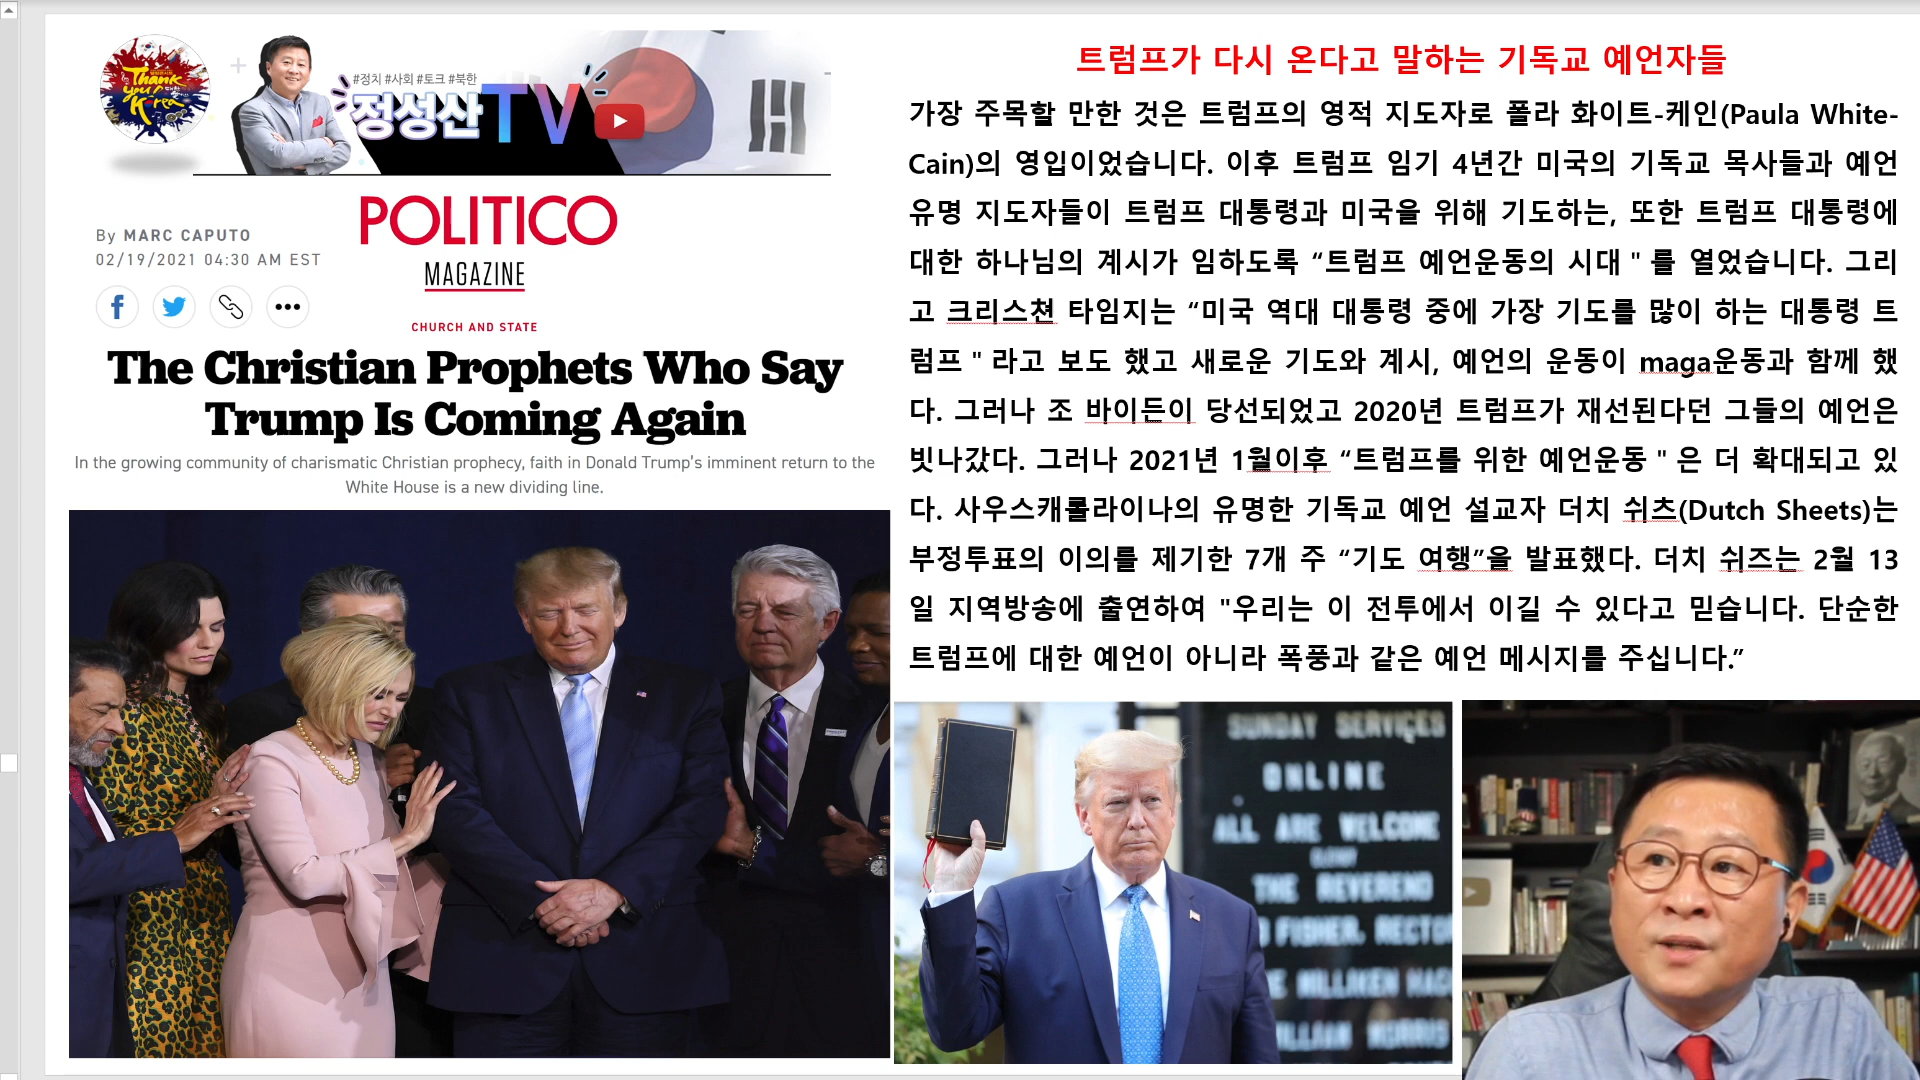 Thank
you
Korea
#정치 #사회 #토크 #북한
정성산TV
By MARC CAPUTO
02/19/2021 04:30 AM EST
POLITICO
MAGAZINE
CHURCH AND STATE
The Christian Prophets Who Say
Trump Is Coming Again
In the growing community of charismatic Christian prophecy, faith in Donald Trump's imminent return to the
White House is a new dividing line.
트럼프가 다시 온다고 말하는 기독교 예언자들
가장 주목할 만한 것은 트럼프의 영적 지도자로 폴라 화이트-케인(Paula White-
Cain)의 영입이었습니다. 이후 트럼프 임기 4년간 미국의 기독교 목사들과 예언
유명 지도자들이 트럼프 대통령과 미국을 위해 기도하는, 또한 트럼프 대통령에
대한 하나님의 계시가 임하도록 “트럼프 예언운동의 시대 " 를 열었습니다. 그리
고 크리스천 타임지는 “미국 역대 대통령 중에 가장 기도를 많이 하는 대통령 트
럼프 " 라고 보도 했고 새로운 기도와 계시, 예언의 운동이 maga운동과 함께 했
다. 그러나 조 바이든이 당선되었고 2020년 트럼프가 재선된다던 그들의 예언은
빗나갔다. 그러나 2021년 1월이후 “트럼프를 위한 예언운동 " 은 더 확대되고 있
다. 사우스캐롤라이나의 유명한 기독교 예언 설교자 더치 쉬츠(Dutch Sheets)는
부정투표의 이의를 제기한 7개 주 “기도 여행”을 발표했다. 더치 쉬즈는 2월 13
일 지역방송에 출연하여 "우리는 이 전투에서 이길 수 있다고 믿습니다. 단순한
트럼프에 대한 예언이 아니라 폭풍과 같은 예언 메시지를 주십니다.”
SUNDAY SERVICES
ONLINE
ALL ARE WELCOME
THE REVEREND
FISHER, RECTO
MILLIKEN
WILLIAM MORRIS